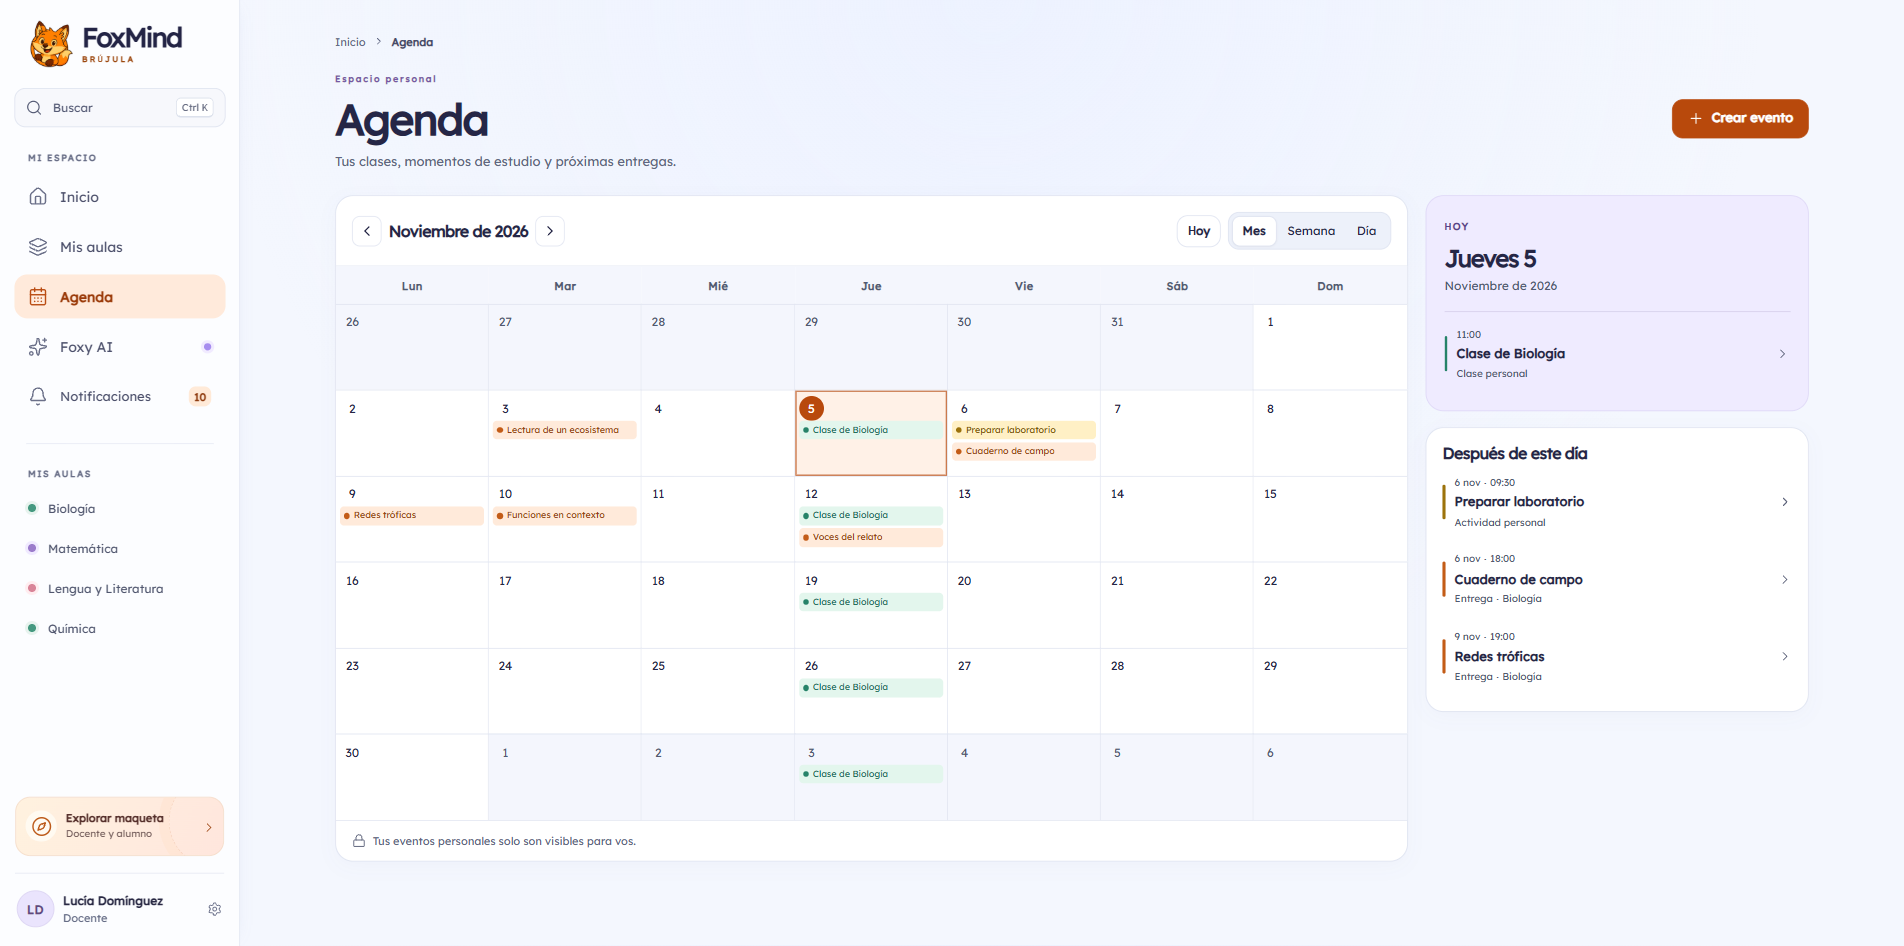 FoxMind
BRÚJULA
Buscar
Ctrl K
MI ESPACIO
Inicio
Mis aulas
Agenda
Foxy AI
Notificaciones
10
MIS AULAS
Biología
Matemática
Lengua y Literatura
Química
Explorar maqueta
Docente y alumno
LD
Lucía Domínguez
Docente
Inicio > Agenda
Espacio personal
Agenda
Tus clases, momentos de estudio y próximas entregas.
+ Crear evento
Noviembre de 2026
Hoy
Mes Semana Día
Lun Mar Mié Jue Vie Sáb Dom
26 27 28 29 30 31 1
2 3 4 5 6 7 8
Lectura de un ecosistema
Clase de Biología
Preparar laboratorio
Cuaderno de campo
9 10 11 12 13 14 15
Redes tróficas
Funciones en contexto
Clase de Biología
Voces del relato
16 17 18 19 20 21 22
Clase de Biología
23 24 25 26 27 28 29
Clase de Biología
30 1 2 3 4 5 6
Clase de Biología
Tus eventos personales solo son visibles para vos.
HOY
Jueves 5
Noviembre de 2026
11:00
Clase de Biología
Clase personal
Después de este día
6 nov · 09:30
Preparar laboratorio
Actividad personal
6 nov · 18:00
Cuaderno de campo
Entrega · Biología
9 nov · 19:00
Redes tróficas
Entrega · Biología